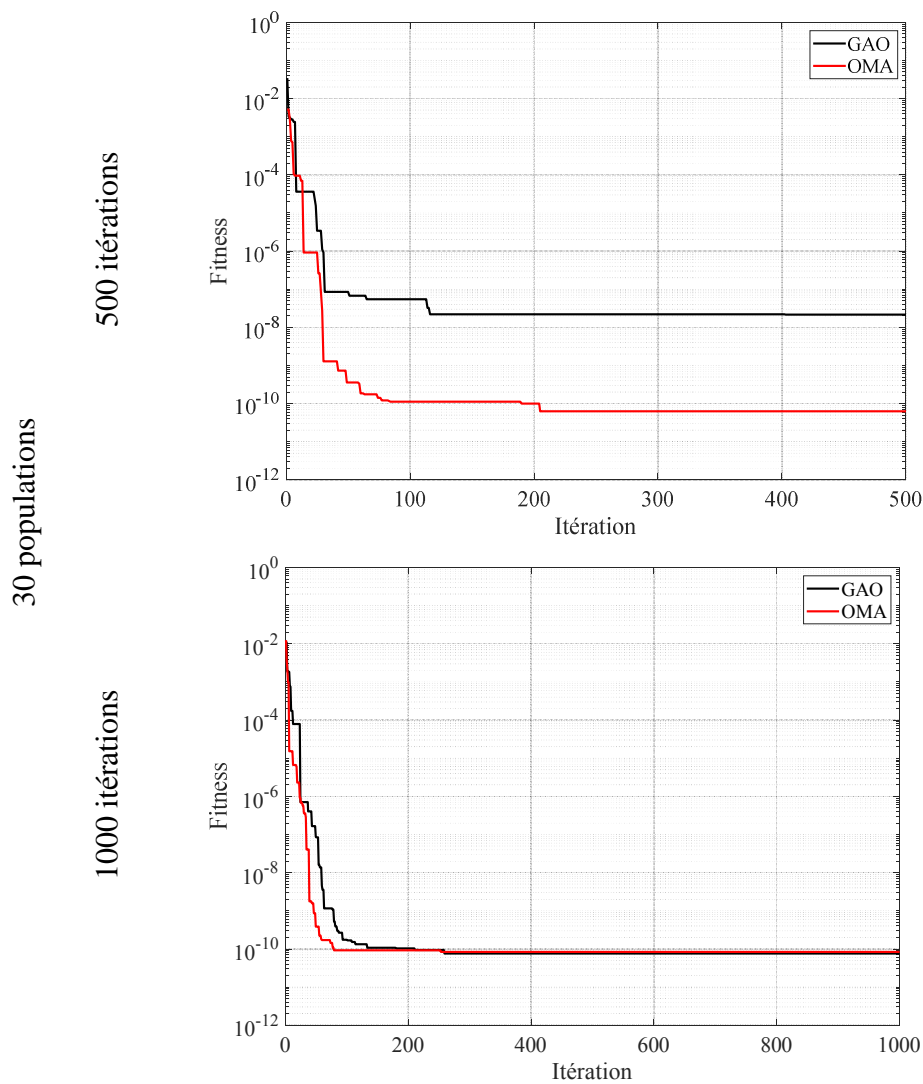 30 populations
500 itérations
Fitness
10^0
10^-2
10^-4
10^-6
10^-8
10^-10
10^-12
GAO
OMA
0 100 200 300 400 500
Itération
1000 itérations
Fitness
10^0
10^-2
10^-4
10^-6
10^-8
10^-10
10^-12
GAO
OMA
0 200 400 600 800 1000
Itération